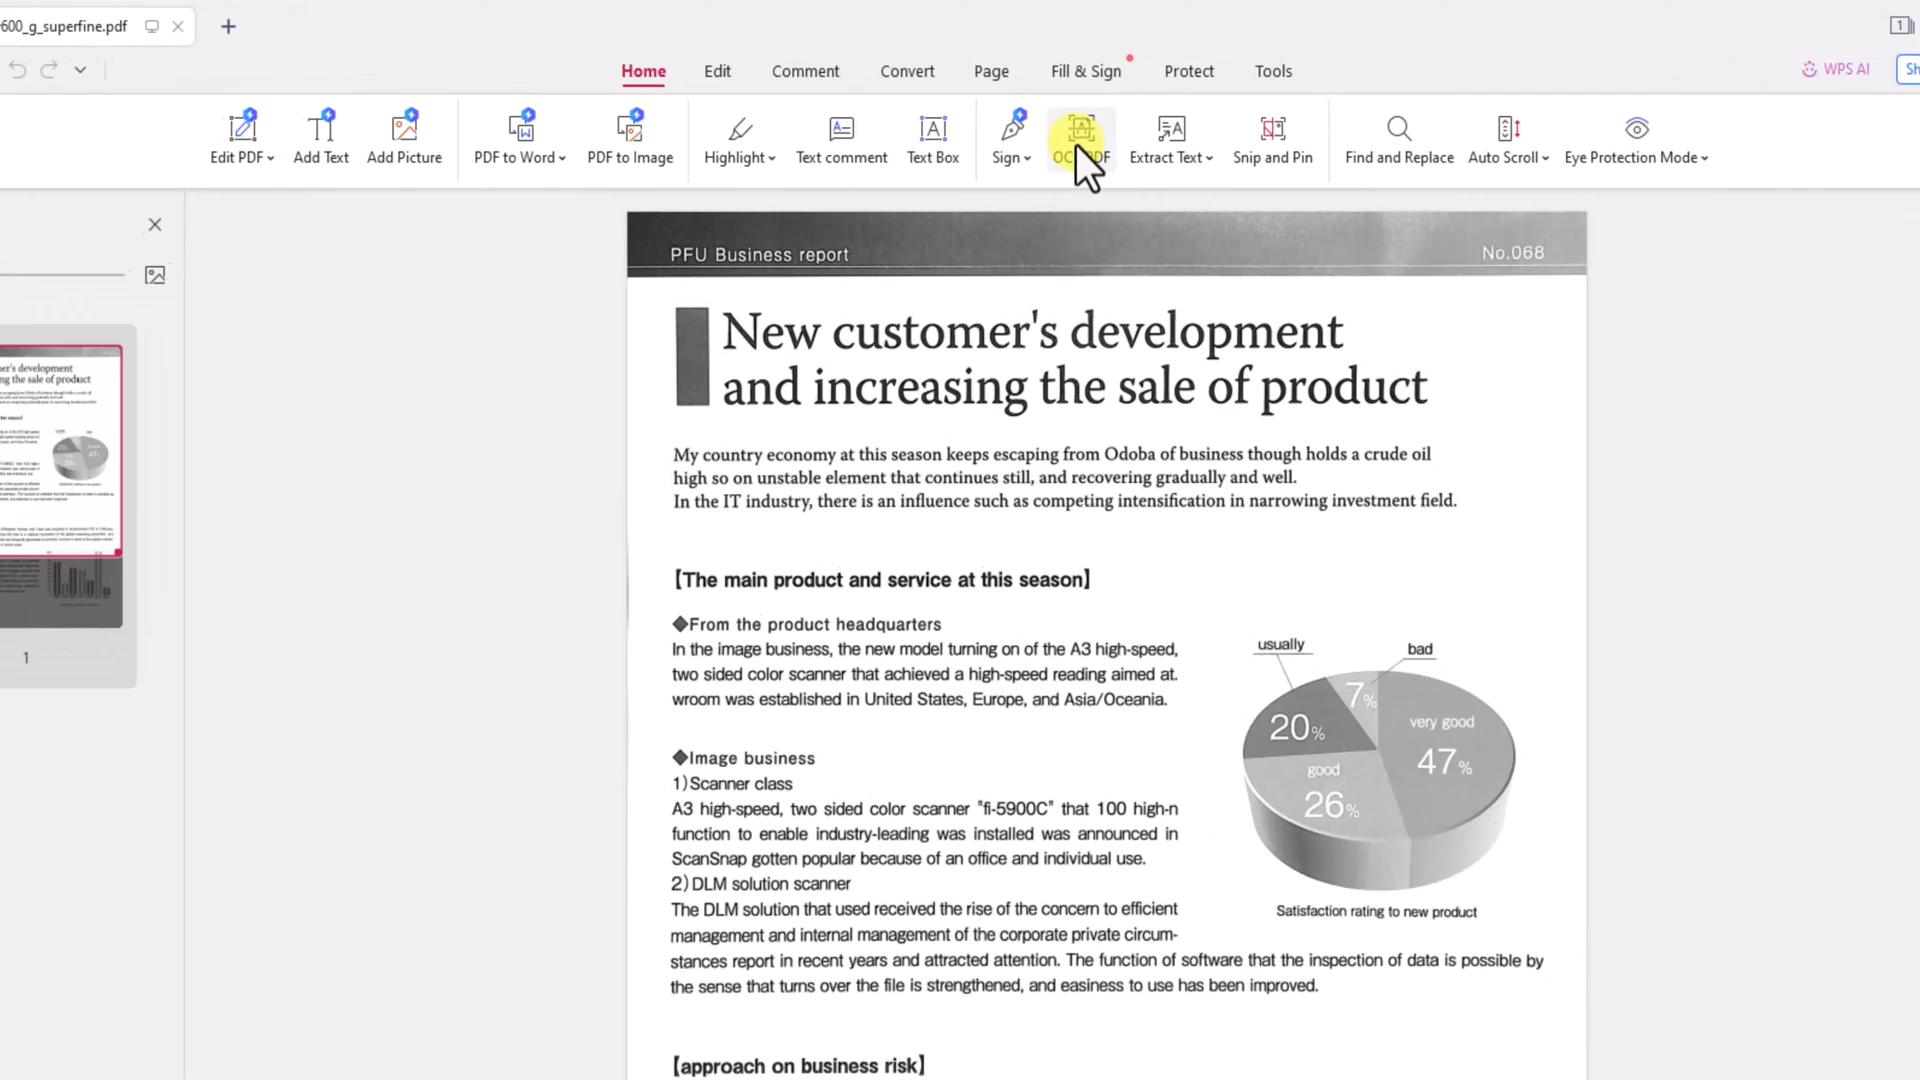 600_g_superfine.pdf
1
Home Edit Comment Convert Page Fill & Sign Protect Tools
WPS AI
Edit PDF Add Text Add Picture PDF to Word PDF to Image Highlight Text comment Text Box Sign Extract Text Snip and Pin Find and Replace Auto Scroll Eye Protection Mode
PFU Business report No.068
New customer's development
and increasing the sale of product
My country economy at this season keeps escaping from Odoba of business though holds a crude oil
high so on unstable element that continues still, and recovering gradually and well.
In the IT industry, there is an influence such as competing intensification in narrowing investment field.
【The main product and service at this season】
◆From the product headquarters
In the image business, the new model turning on of the A3 high-speed,
two sided color scanner that achieved a high-speed reading aimed at.
wroom was established in United States, Europe, and Asia/Oceania.
◆Image business
1)Scanner class
A3 high-speed, two sided color scanner "fi-5900C" that 100 high-n
function to enable industry-leading was installed was announced in
ScanSnap gotten popular because of an office and individual use.
2)DLM solution scanner
The DLM solution that used received the rise of the concern to efficient
management and internal management of the corporate private circum-
stances report in recent years and attracted attention. The function of software that the inspection of data is possible by
the sense that turns over the file is strengthened, and easiness to use has been improved.
usually
bad
7%
20%
very good
47%
good
26%
Satisfaction rating to new product
【approach on business risk】
er's development
ng the sale of product
1